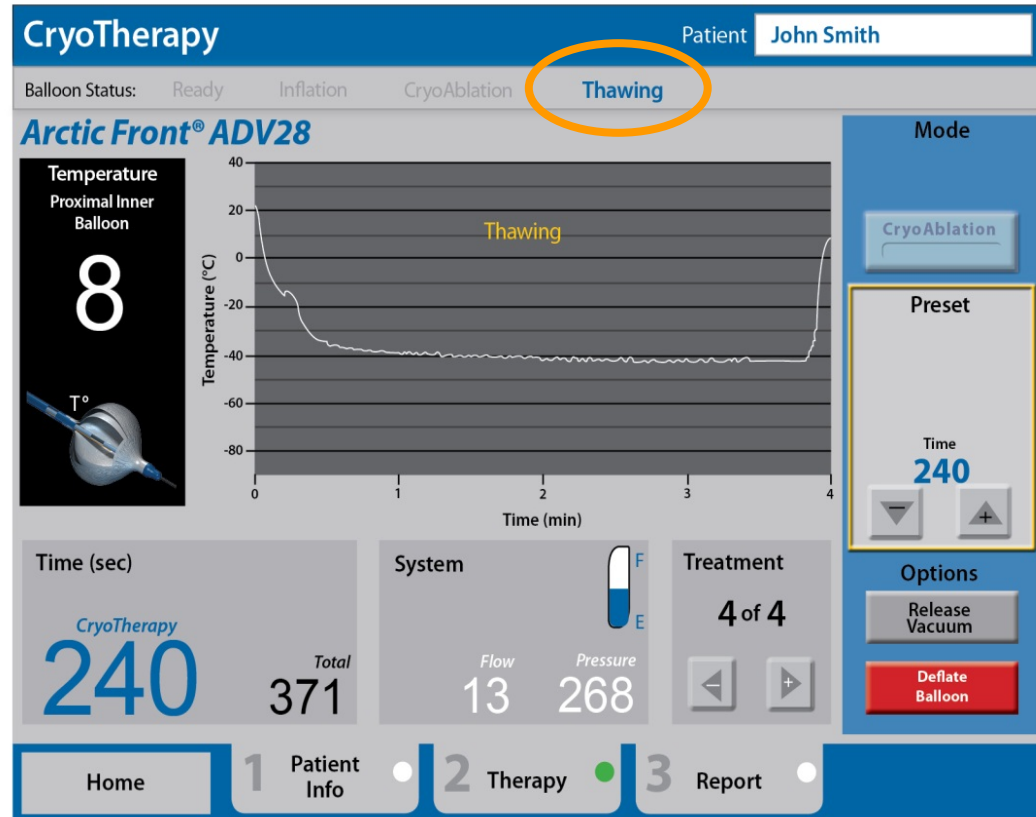 CryoTherapy
Patient John Smith
Balloon Status: Ready Inflation CryoAblation Thawing
Arctic Front® ADV28
Temperature
Proximal Inner
Balloon
8
T°
Temperature (°C)
40
20
0
-20
-40
-60
-80
Thawing
0 1 2 3 4
Time (min)
Mode
CryoAblation
Preset
Time
240
− +
Time (sec)
CryoTherapy
240
Total
371
System
F
E
Flow Pressure
13 268
Treatment
4 of 4
− +
Options
Release
Vacuum
Deflate
Balloon
Home
1 Patient
Info
2 Therapy
3 Report